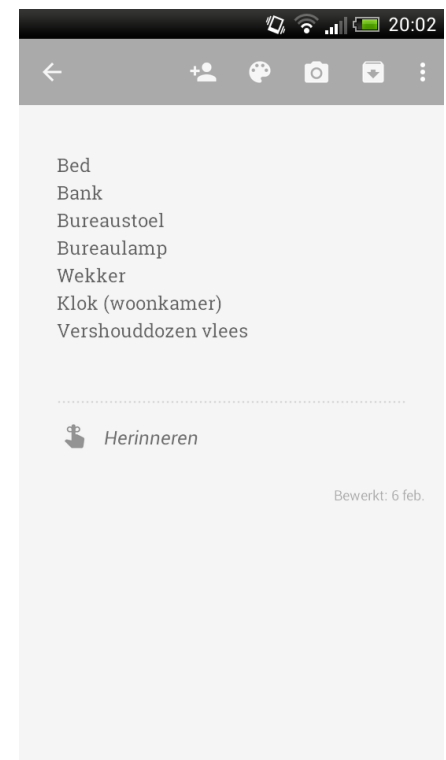 20:02
Bed
Bank
Bureaustoel
Bureaulamp
Wekker
Klok (woonkamer)
Vershouddozen vlees
Herinneren
Bewerkt: 6 feb.